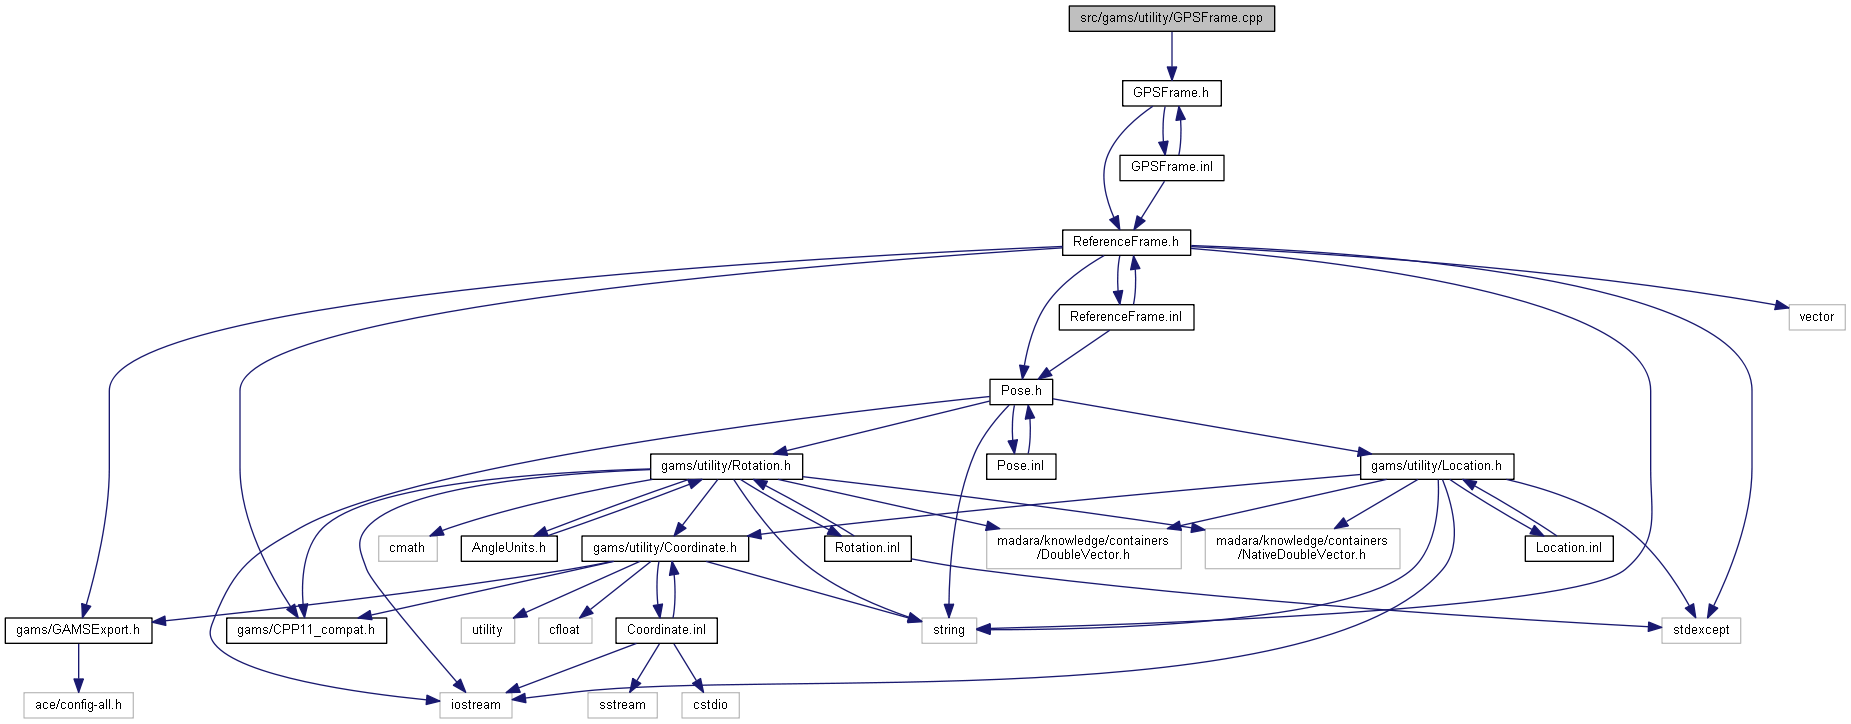 src/gams/utility/GPSFrame.cpp
GPSFrame.h
GPSFrame.inl
ReferenceFrame.h
ReferenceFrame.inl
vector
Pose.h
gams/utility/Rotation.h
Pose.inl
gams/utility/Location.h
cmath
AngleUnits.h
gams/utility/Coordinate.h
Rotation.inl
madara/knowledge/containers
/DoubleVector.h
madara/knowledge/containers
/NativeDoubleVector.h
Location.inl
gams/GAMSExport.h
gams/CPP11_compat.h
utility
cfloat
Coordinate.inl
string
stdexcept
ace/config-all.h
iostream
sstream
cstdio